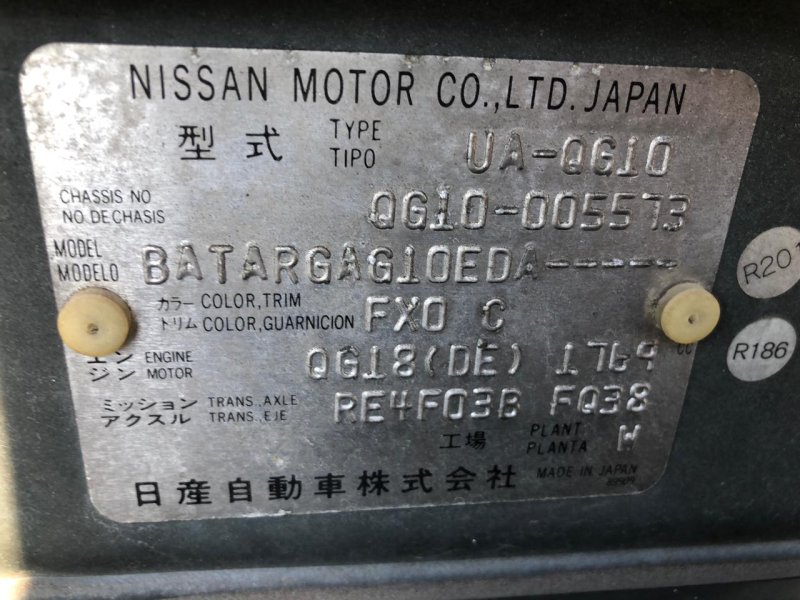 NISSAN MOTOR CO.,LTD. JAPAN
型式 TYPE TIPO UA-QG10
CHASSIS NO NO DE CHASIS QG10-005573
MODEL MODELO BATARGAG10EDA-----
カラー COLOR,TRIM
トリム COLOR,GUARNICION FX0 C
エン ENGINE
ジン MOTOR QG18(DE) 1769 CC
ミッション TRANS.,AXLE
アクスル TRANS.,EJE RE4F03B FQ38
工場 PLANT PLANTA W
日産自動車株式会社 MADE IN JAPAN
R201
R186